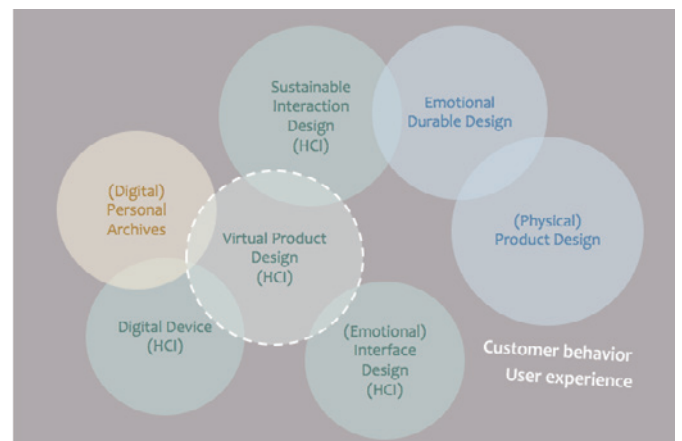 Sustainable
Interaction
Design
(HCI)
Emotional
Durable Design
(Digital)
Personal
Archives
Virtual Product
Design
(HCI)
(Physical)
Product Design
Digital Device
(HCI)
(Emotional)
Interface
Design
(HCI)
Customer behavior
User experience